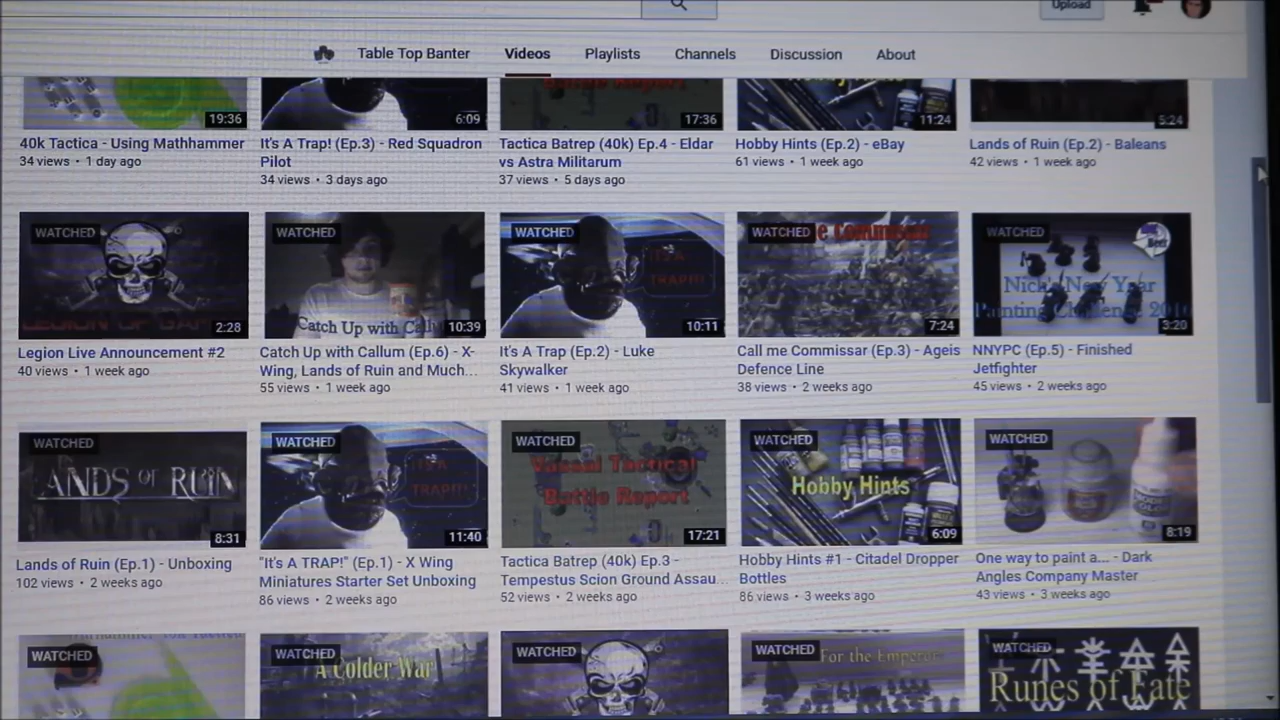 Upload
Table Top Banter Videos Playlists Channels Discussion About
19:36
6:09
17:36
11:24
5:24
40k Tactica - Using Mathhammer
34 views • 1 day ago
It's A Trap! (Ep.3) - Red Squadron
Pilot
34 views • 3 days ago
Tactica Batrep (40k) Ep.4 - Eldar
vs Astra Militarum
37 views • 5 days ago
Hobby Hints (Ep.2) - eBay
61 views • 1 week ago
Lands of Ruin (Ep.2) - Baleans
42 views • 1 week ago
WATCHED
2:28
Legion Live Announcement #2
40 views • 1 week ago
WATCHED
Catch Up with Call
10:39
Catch Up with Callum (Ep.6) - X-
Wing, Lands of Ruin and Much...
55 views • 1 week ago
WATCHED
IT'S A
TRAP!!!
10:11
It's A Trap (Ep.2) - Luke
Skywalker
41 views • 1 week ago
WATCHED
e Commissar
7:24
Call me Commissar (Ep.3) - Ageis
Defence Line
38 views • 2 weeks ago
WATCHED
Nick's New Year
Painting Challenge 2016
3:20
NNYPC (Ep.5) - Finished
Jetfighter
45 views • 2 weeks ago
WATCHED
LANDS OF RUIN
8:31
Lands of Ruin (Ep.1) - Unboxing
102 views • 2 weeks ago
WATCHED
IT'S A
TRAP!!!
11:40
"It's A TRAP!" (Ep.1) - X Wing
Miniatures Starter Set Unboxing
86 views • 2 weeks ago
WATCHED
Vassal Tactical
Battle Report
17:21
Tactica Batrep (40k) Ep.3 -
Tempestus Scion Ground Assau...
52 views • 2 weeks ago
WATCHED
Hobby Hints
6:09
Hobby Hints #1 - Citadel Dropper
Bottles
86 views • 3 weeks ago
WATCHED
8:19
One way to paint a... - Dark
Angles Company Master
43 views • 3 weeks ago
WATCHED
WATCHED
A Colder War
WATCHED
WATCHED
For the Emperor
WATCHED
Runes of Fate